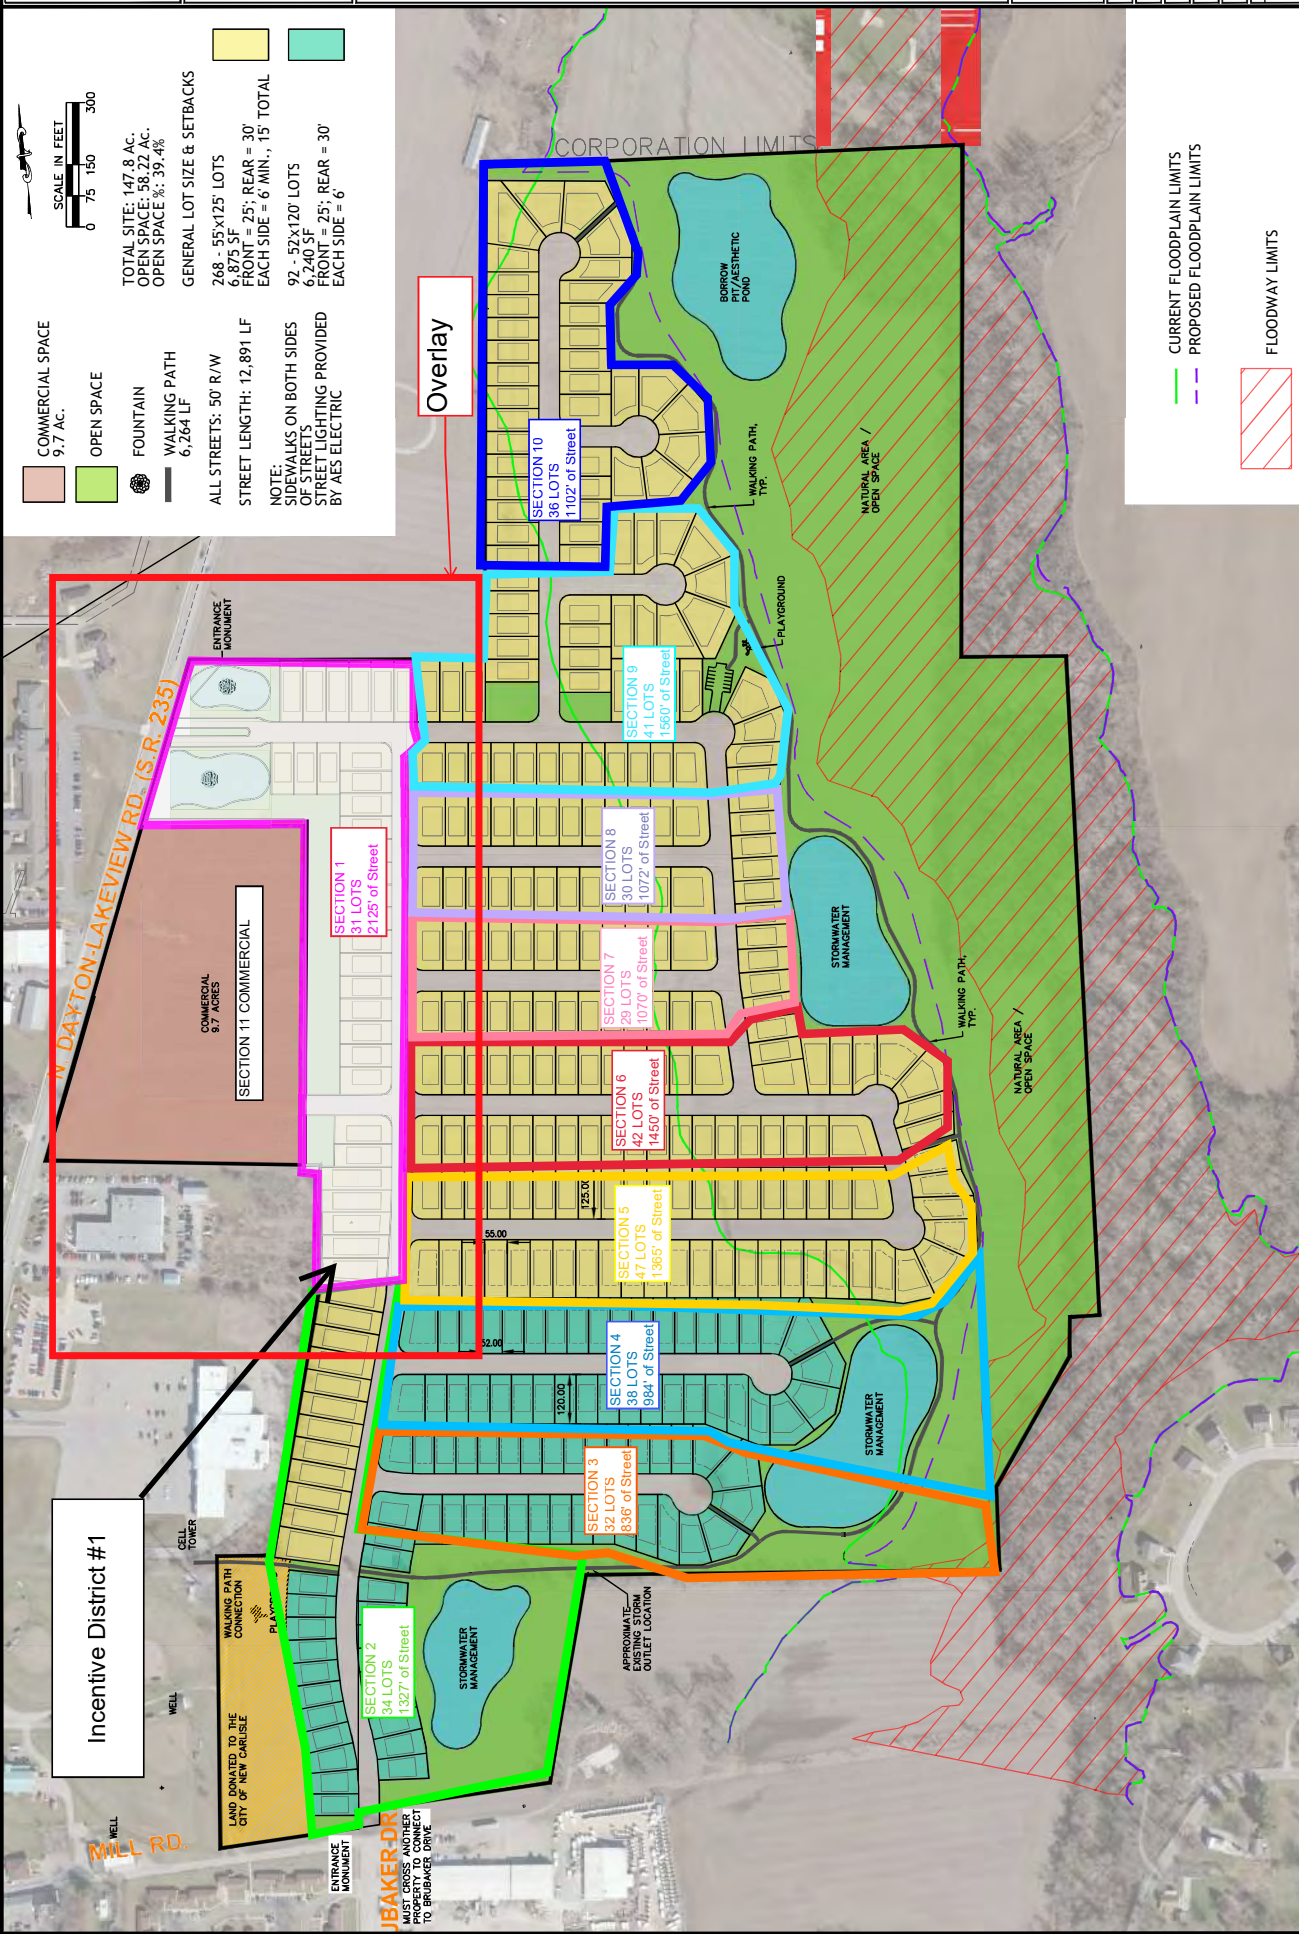 SCALE IN FEET
0 75 150 300
TOTAL SITE: 147.8 Ac.
OPEN SPACE: 58.22 Ac.
OPEN SPACE %: 39.4%
GENERAL LOT SIZE & SETBACKS
268 - 55'x125' LOTS
6,875 SF
FRONT = 25'; REAR = 30'
EACH SIDE = 6' MIN., 15' TOTAL
92 - 52'x120' LOTS
6,240 SF
FRONT = 25'; REAR = 30'
EACH SIDE = 6'
COMMERCIAL SPACE
9.7 Ac.
OPEN SPACE
FOUNTAIN
WALKING PATH
6,264 LF
ALL STREETS: 50' R/W
STREET LENGTH: 12,891 LF
NOTE:
SIDEWALKS ON BOTH SIDES
OF STREETS
STREET LIGHTING PROVIDED
BY AES ELECTRIC
CORPORATION LIMITS
Overlay
BORROW
PIT/AESTHETIC
POND
CURRENT FLOODPLAIN LIMITS
PROPOSED FLOODPLAIN LIMITS
FLOODWAY LIMITS
SECTION 10
36 LOTS
1102' of Street
WALKING PATH,
TYP.
NATURAL AREA /
OPEN SPACE
ENTRANCE
MONUMENT
PLAYGROUND
N DAYTON-LAKEVIEW RD. (S.R. 235)
SECTION 9
41 LOTS
1560' of Street
SECTION 8
30 LOTS
1072' of Street
SECTION 1
31 LOTS
2125' of Street
COMMERCIAL
9.7 ACRES
SECTION 11 COMMERCIAL
SECTION 7
29 LOTS
1070' of Street
STORMWATER
MANAGEMENT
WALKING PATH,
TYP.
NATURAL AREA /
OPEN SPACE
SECTION 6
42 LOTS
1450' of Street
125.00
55.00
SECTION 5
47 LOTS
1365' of Street
52.00
120.00
SECTION 4
38 LOTS
984' of Street
STORMWATER
MANAGEMENT
SECTION 3
32 LOTS
836' of Street
Incentive District #1
CELL
TOWER
WALKING PATH
CONNECTION
LAND DONATED TO THE
CITY OF NEW CARLISLE
WELL
WELL
MILL RD.
SECTION 2
34 LOTS
1327' of Street
STORMWATER
MANAGEMENT
APPROXIMATE
EXISTING STORM
OUTLET LOCATION
ENTRANCE
MONUMENT
UBAKER-DR
MUST CROSS ANOTHER
PROPERTY TO CONNECT
TO BRUBAKER DRIVE